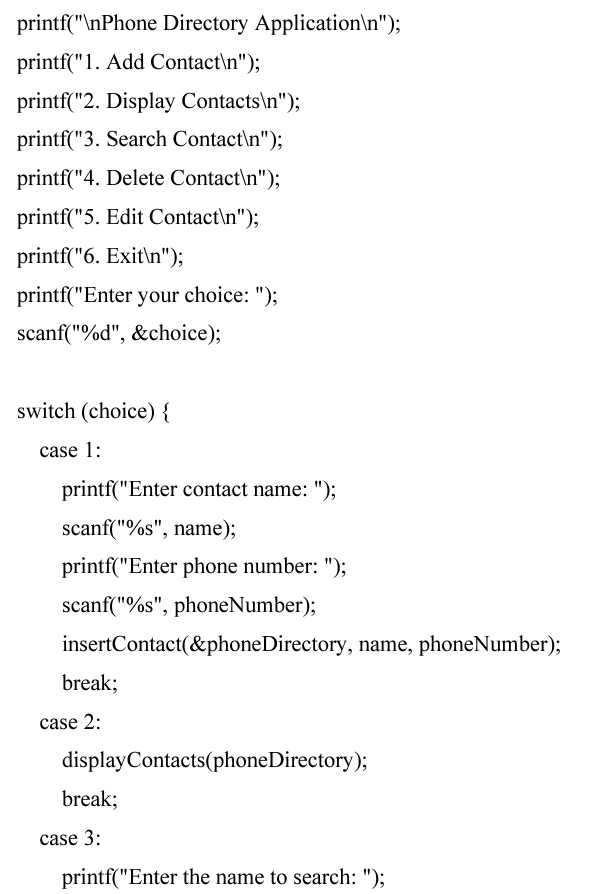 printf("\nPhone Directory Application\n");
printf("1. Add Contact\n");
printf("2. Display Contacts\n");
printf("3. Search Contact\n");
printf("4. Delete Contact\n");
printf("5. Edit Contact\n");
printf("6. Exit\n");
printf("Enter your choice: ");
scanf("%d", &choice);

switch (choice) {
case 1:
printf("Enter contact name: ");
scanf("%s", name);
printf("Enter phone number: ");
scanf("%s", phoneNumber);
insertContact(&phoneDirectory, name, phoneNumber);
break;
case 2:
displayContacts(phoneDirectory);
break;
case 3:
printf("Enter the name to search: ");